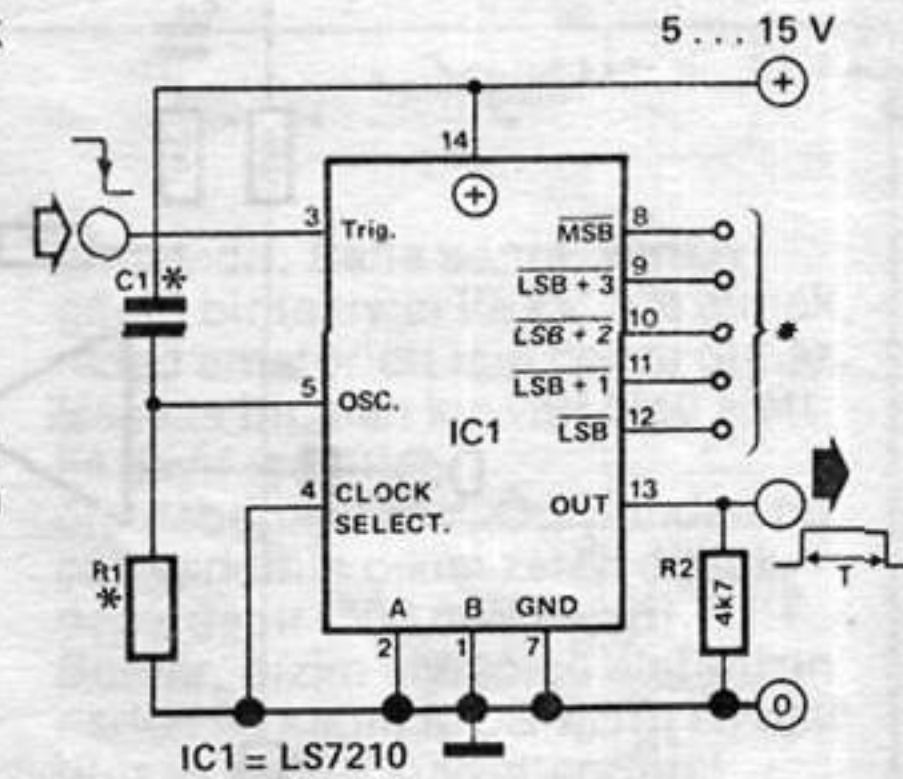 5 . . . 15 V
+
14
+
3
Trig.
MSB
8
C1 *
LSB + 3
9
LSB + 2
10
5
OSC.
LSB + 1
11
*
IC1
LSB
12
4
CLOCK
SELECT.
OUT
13
R1
*
R2
4k7
T
A
B
GND
2
1
7
0
IC1 = LS7210